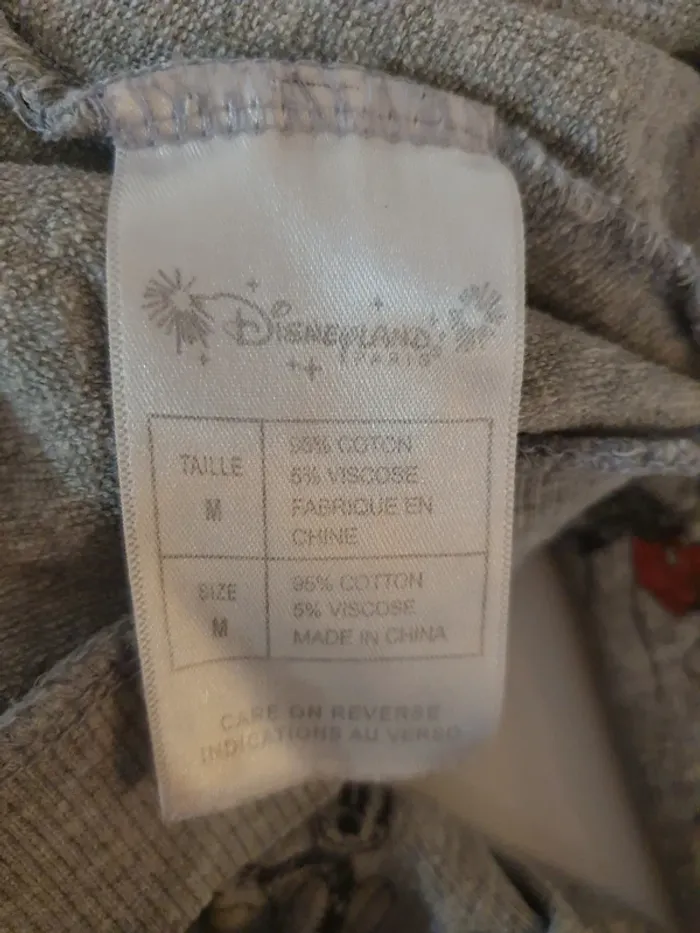 DISNEYLAND
PARIS
TAILLE
M
95% COTON
5% VISCOSE
FABRIQUE EN
CHINE
SIZE
M
95% COTTON
5% VISCOSE
MADE IN CHINA
CARE ON REVERSE
INDICATIONS AU VERSO